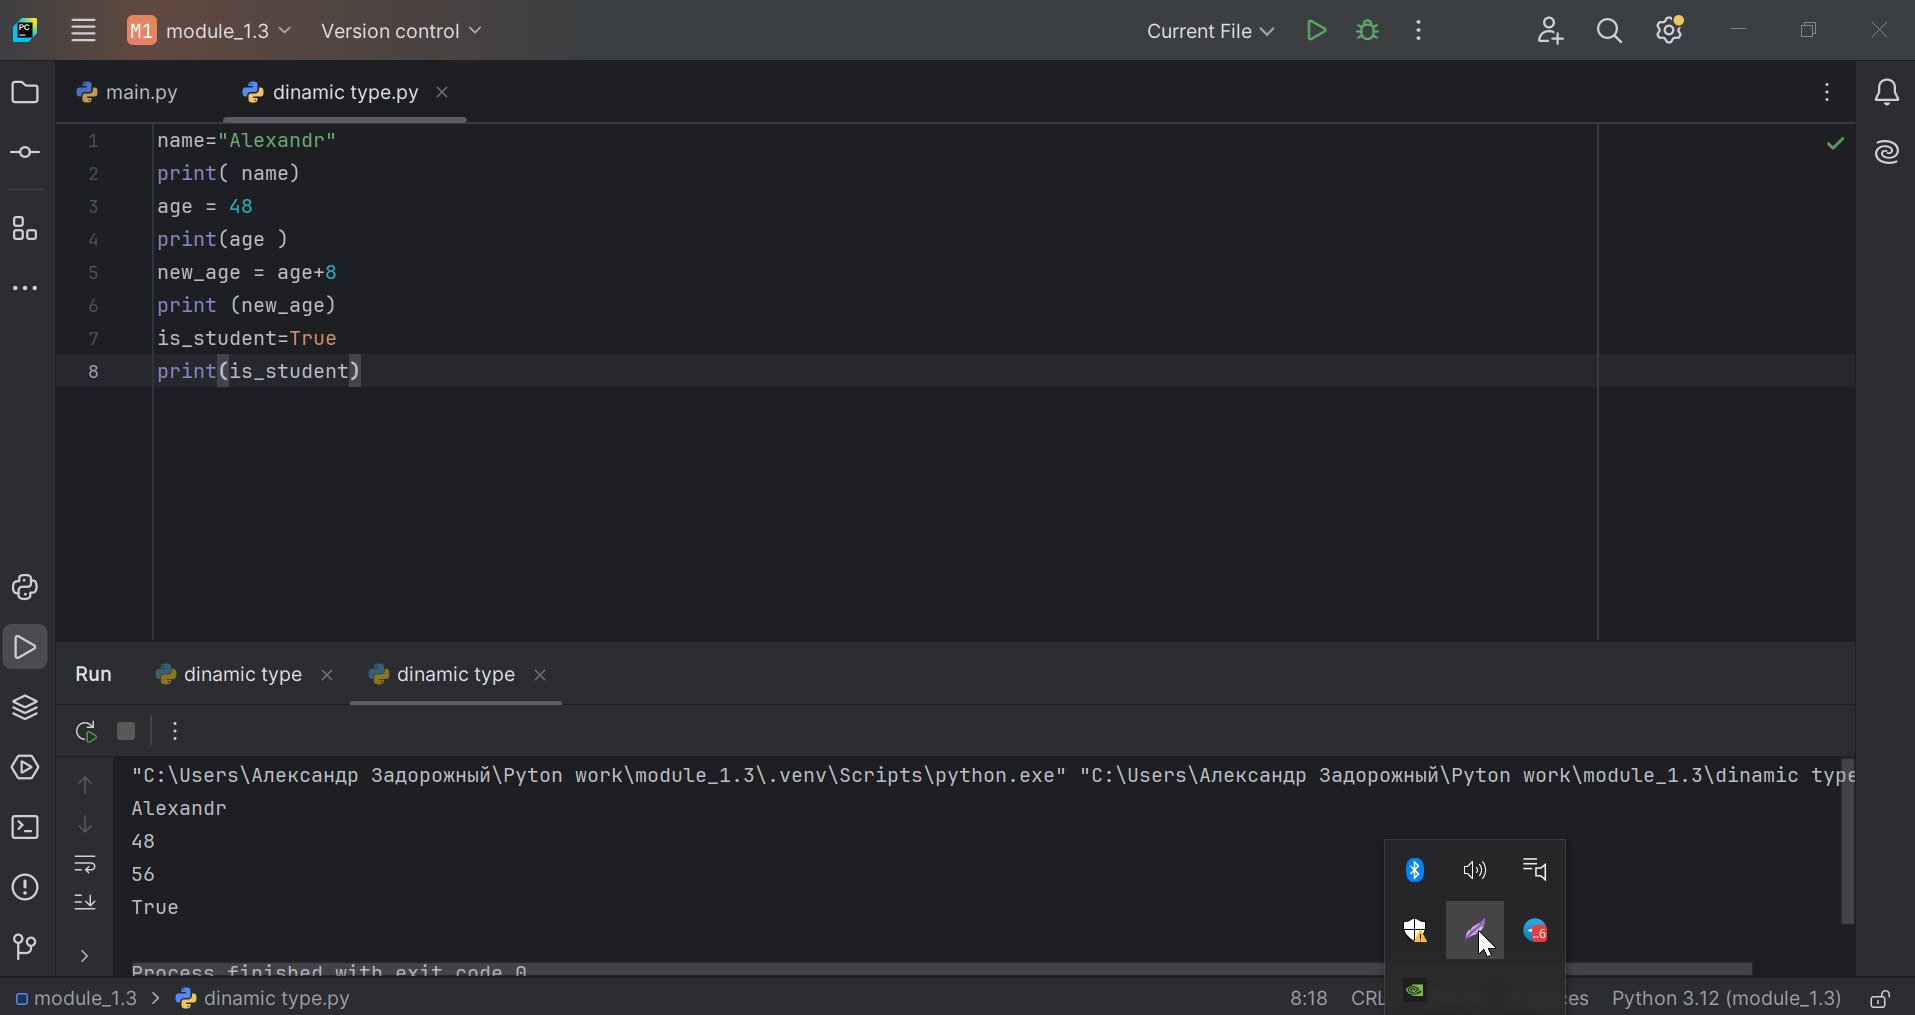 M1 module_1.3 Version control Current File
main.py dinamic type.py
1 name="Alexandr"
2 print( name)
3 age = 48
4 print(age )
5 new_age = age+8
6 print (new_age)
7 is_student=True
8 print(is_student)
Run dinamic type dinamic type
"C:\Users\Александр Задорожный\Pyton work\module_1.3\.venv\Scripts\python.exe" "C:\Users\Александр Задорожный\Pyton work\module_1.3\dinamic type
Alexandr
48
56
True
Process finished with exit code 0
module_1.3 > dinamic type.py 8:18 Python 3.12 (module_1.3)